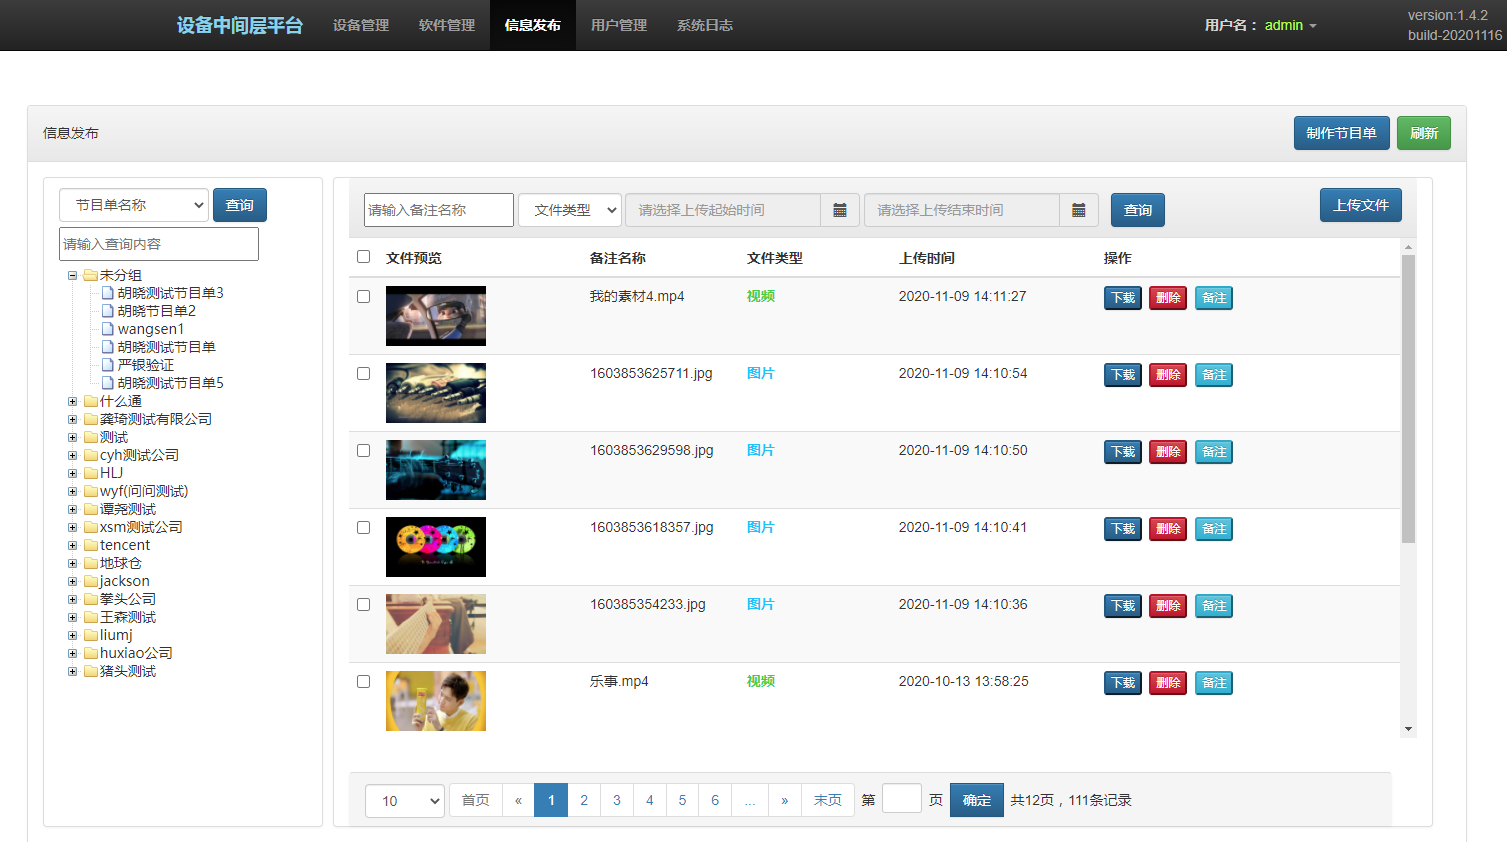 设备中间层平台 设备管理 软件管理 信息发布 用户管理 系统日志 用户名： admin version:1.4.2
build-20201116
信息发布 制作节目单 刷新
节目单名称 查询
请输入查询内容
未分组
胡晓测试节目单3
胡晓节目单2
wangsen1
胡晓测试节目单
严银验证
胡晓测试节目单5
什么通
龚琦测试有限公司
测试
cyh测试公司
HLJ
wyf(问问测试)
谭尧测试
xsm测试公司
tencent
地球仓
jackson
拳头公司
王森测试
liumj
huxiao公司
猪头测试
请输入备注名称 文件类型 请选择上传起始时间 请选择上传结束时间 查询 上传文件
文件预览 备注名称 文件类型 上传时间 操作
我的素材4.mp4 视频 2020-11-09 14:11:27 下载 删除 备注
1603853625711.jpg 图片 2020-11-09 14:10:54 下载 删除 备注
1603853629598.jpg 图片 2020-11-09 14:10:50 下载 删除 备注
1603853618357.jpg 图片 2020-11-09 14:10:41 下载 删除 备注
160385354233.jpg 图片 2020-11-09 14:10:36 下载 删除 备注
乐事.mp4 视频 2020-10-13 13:58:25 下载 删除 备注
10 首页 « 1 2 3 4 5 6 ... » 末页 第 页 确定 共12页，111条记录